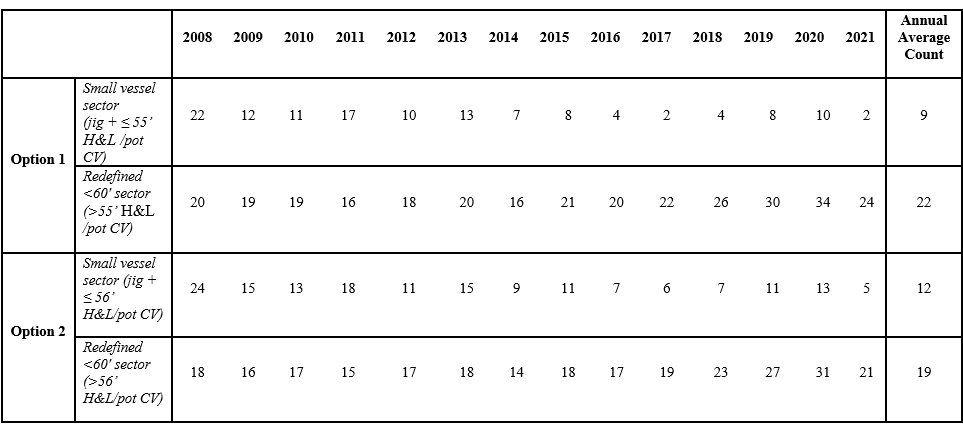 2008 2009 2010 2011 2012 2013 2014 2015 2016 2017 2018 2019 2020 2021 Annual Average Count
Option 1
Small vessel
sector
(jig + ≤ 55’
H&L /pot
CV)
22 12 11 17 10 13 7 8 4 2 4 8 10 2 9
Redefined
<60' sector
(>55’ H&L
/pot CV)
20 19 19 16 18 20 16 21 20 22 26 30 34 24 22
Option 2
Small vessel
sector (jig +
≤ 56’
H&L/pot CV)
24 15 13 18 11 15 9 11 7 6 7 11 13 5 12
Redefined
<60' sector
(>56’
H&L/pot CV)
18 16 17 15 17 18 14 18 17 19 23 27 31 21 19